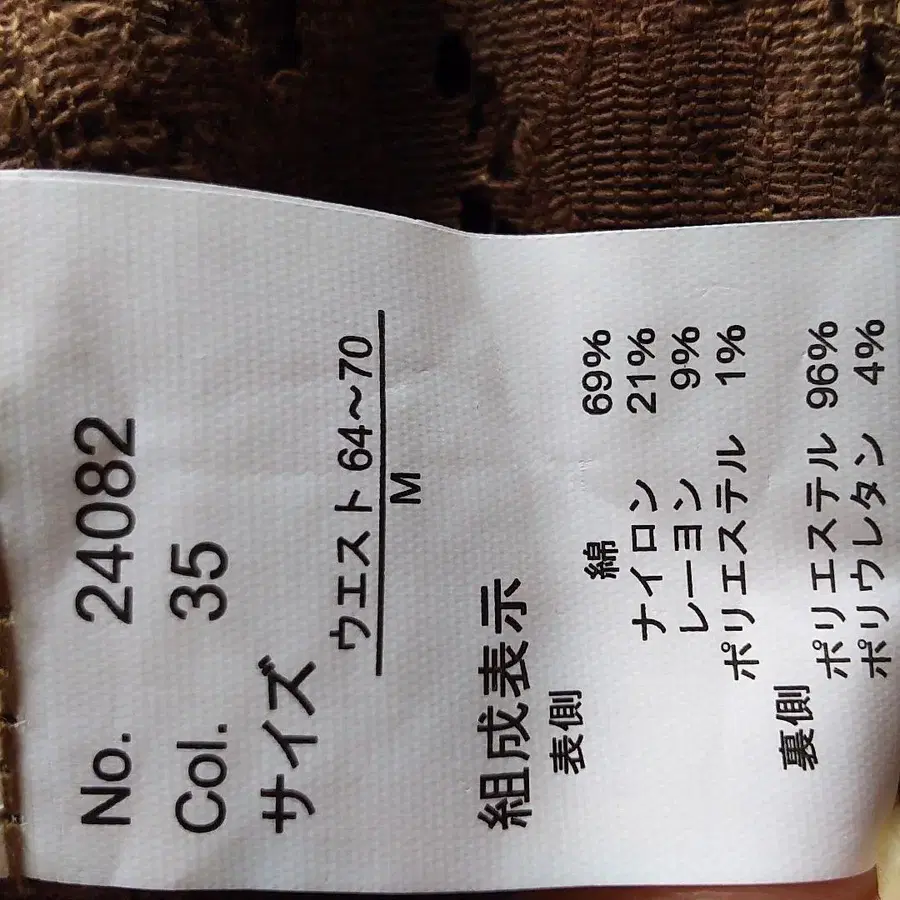 No. 24082
Col. 35
サイズ
ウエスト 64～70
M
組成表示
表側
綿 69%
ナイロン 21%
レーヨン 9%
ポリエステル 1%
裏側
ポリエステル 96%
ポリウレタン 4%